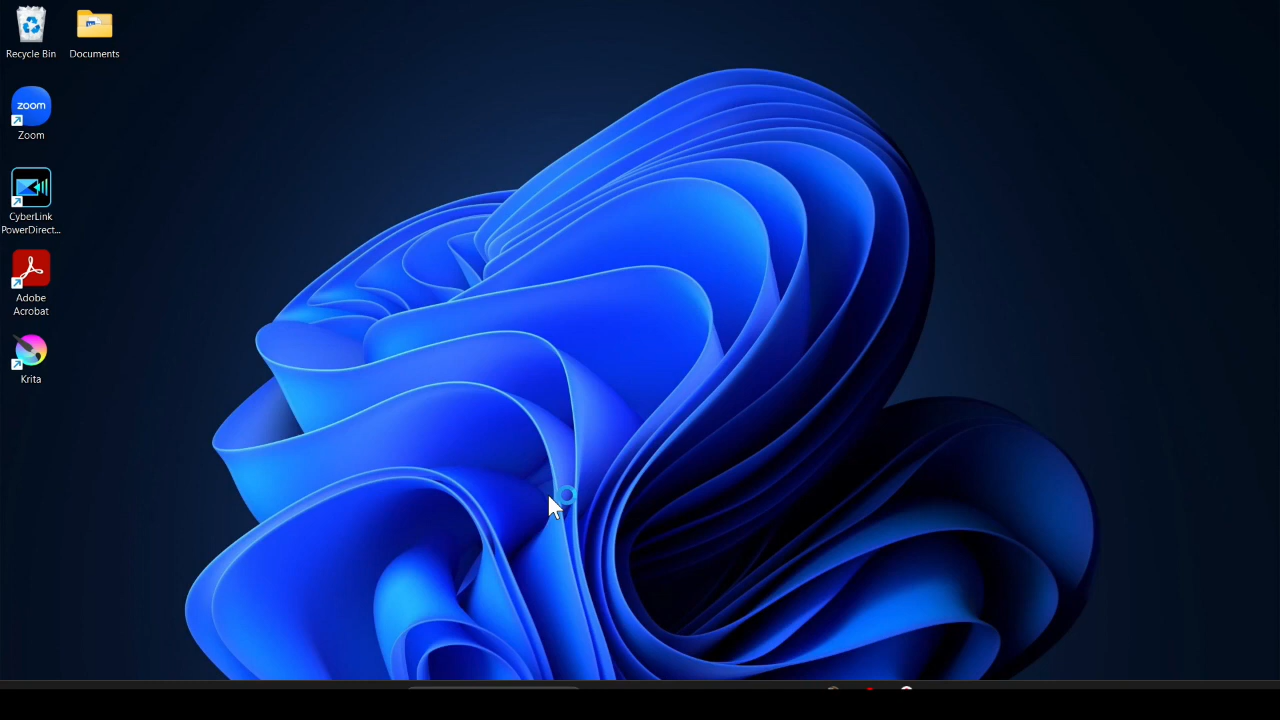 Recycle Bin
Documents
zoom
Zoom
CyberLink
PowerDirect...
Adobe
Acrobat
Krita